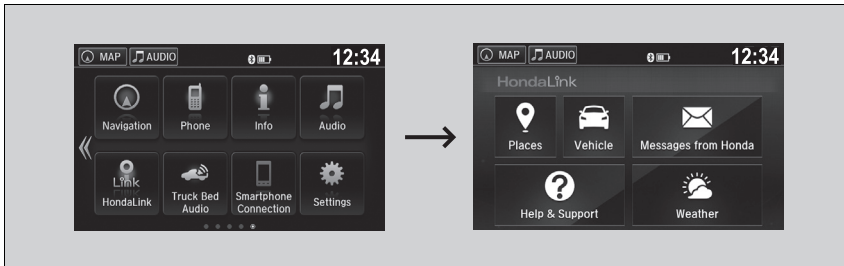 MAP AUDIO 12:34
Navigation Phone Info Audio
Link
HondaLink Truck Bed Audio Smartphone Connection Settings
MAP AUDIO 12:34
HondaLink
Places Vehicle Messages from Honda
Help & Support Weather